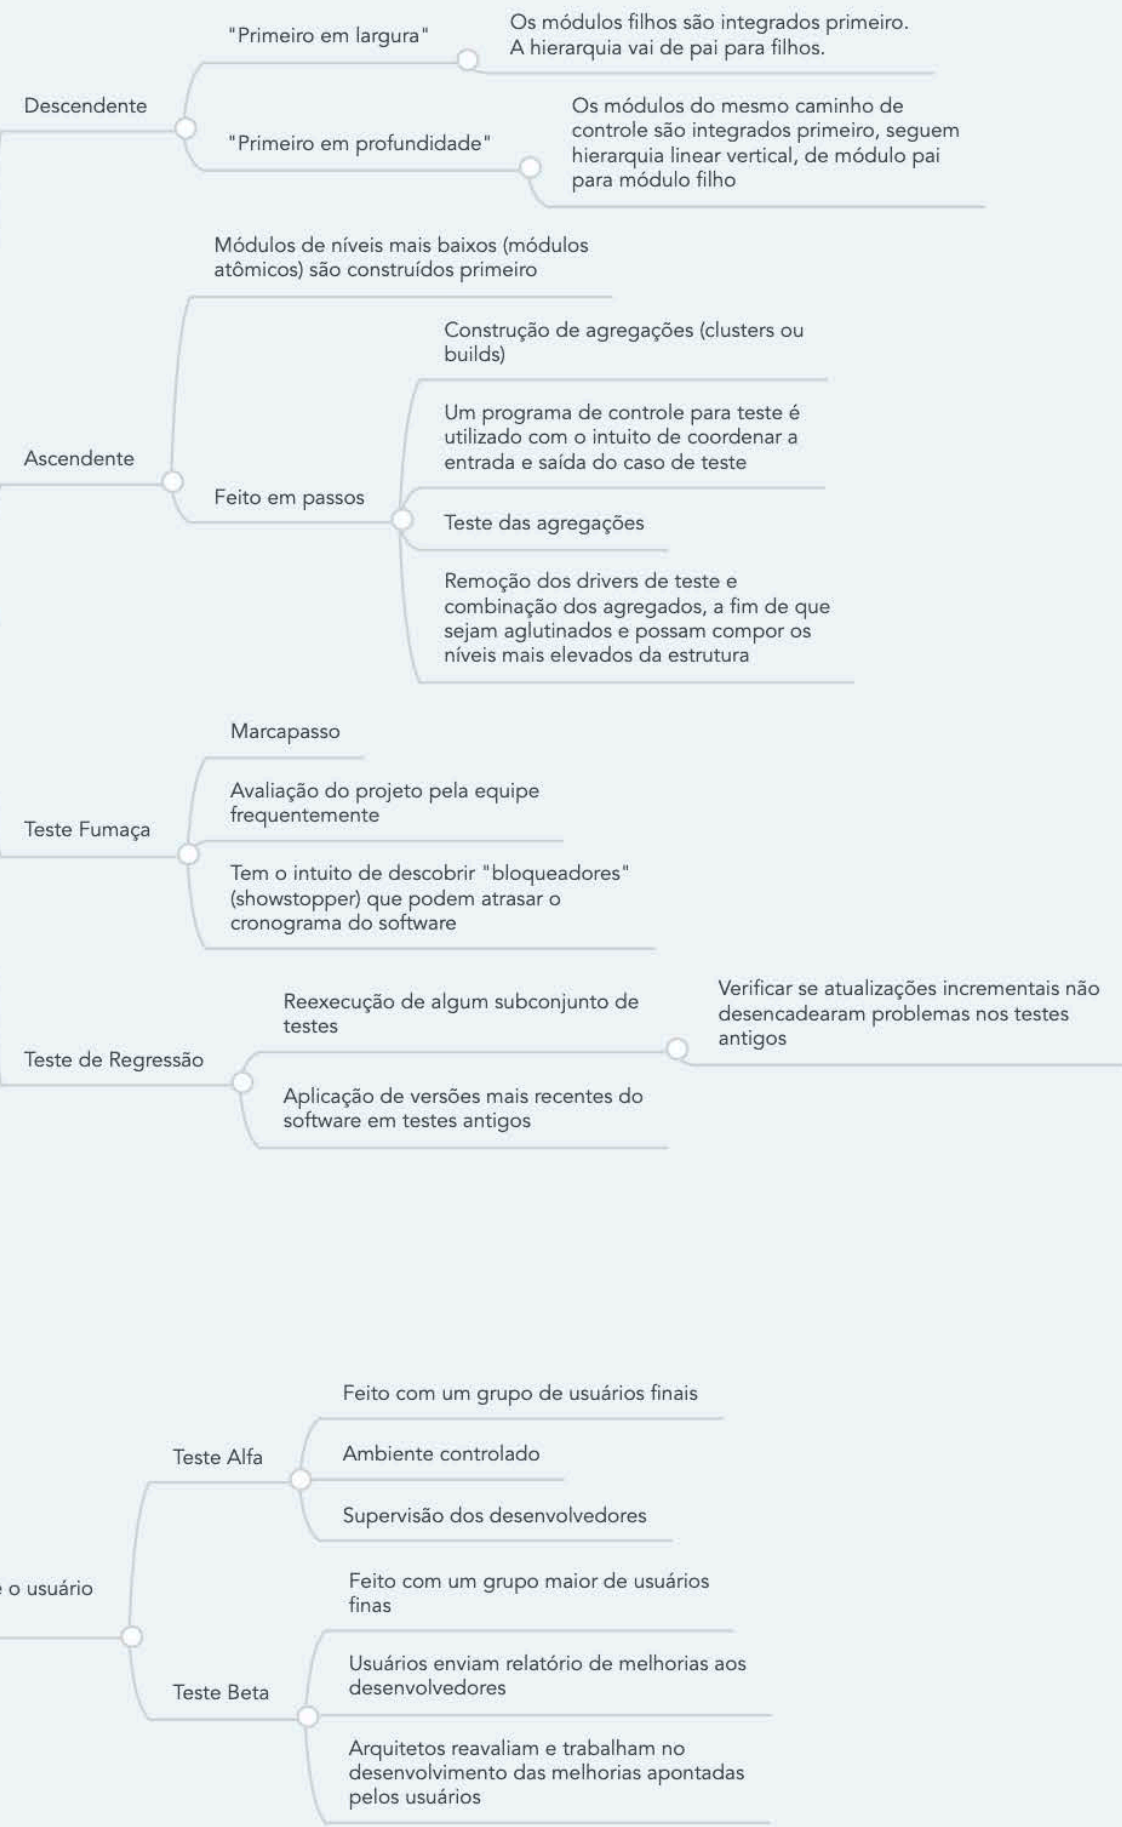 "Primeiro em largura"
Os módulos filhos são integrados primeiro.
A hierarquia vai de pai para filhos.
Descendente
"Primeiro em profundidade"
Os módulos do mesmo caminho de
controle são integrados primeiro, seguem
hierarquia linear vertical, de módulo pai
para módulo filho
Módulos de níveis mais baixos (módulos
atômicos) são construídos primeiro
Ascendente
Feito em passos
Construção de agregações (clusters ou
builds)
Um programa de controle para teste é
utilizado com o intuito de coordenar a
entrada e saída do caso de teste
Teste das agregações
Remoção dos drivers de teste e
combinação dos agregados, a fim de que
sejam aglutinados e possam compor os
níveis mais elevados da estrutura
Teste Fumaça
Marcapasso
Avaliação do projeto pela equipe
frequentemente
Tem o intuito de descobrir "bloqueadores"
(showstopper) que podem atrasar o
cronograma do software
Teste de Regressão
Reexecução de algum subconjunto de
testes
Verificar se atualizações incrementais não
desencadearam problemas nos testes
antigos
Aplicação de versões mais recentes do
software em testes antigos
o usuário
Teste Alfa
Feito com um grupo de usuários finais
Ambiente controlado
Supervisão dos desenvolvedores
Teste Beta
Feito com um grupo maior de usuários
finas
Usuários enviam relatório de melhorias aos
desenvolvedores
Arquitetos reavaliam e trabalham no
desenvolvimento das melhorias apontadas
pelos usuários